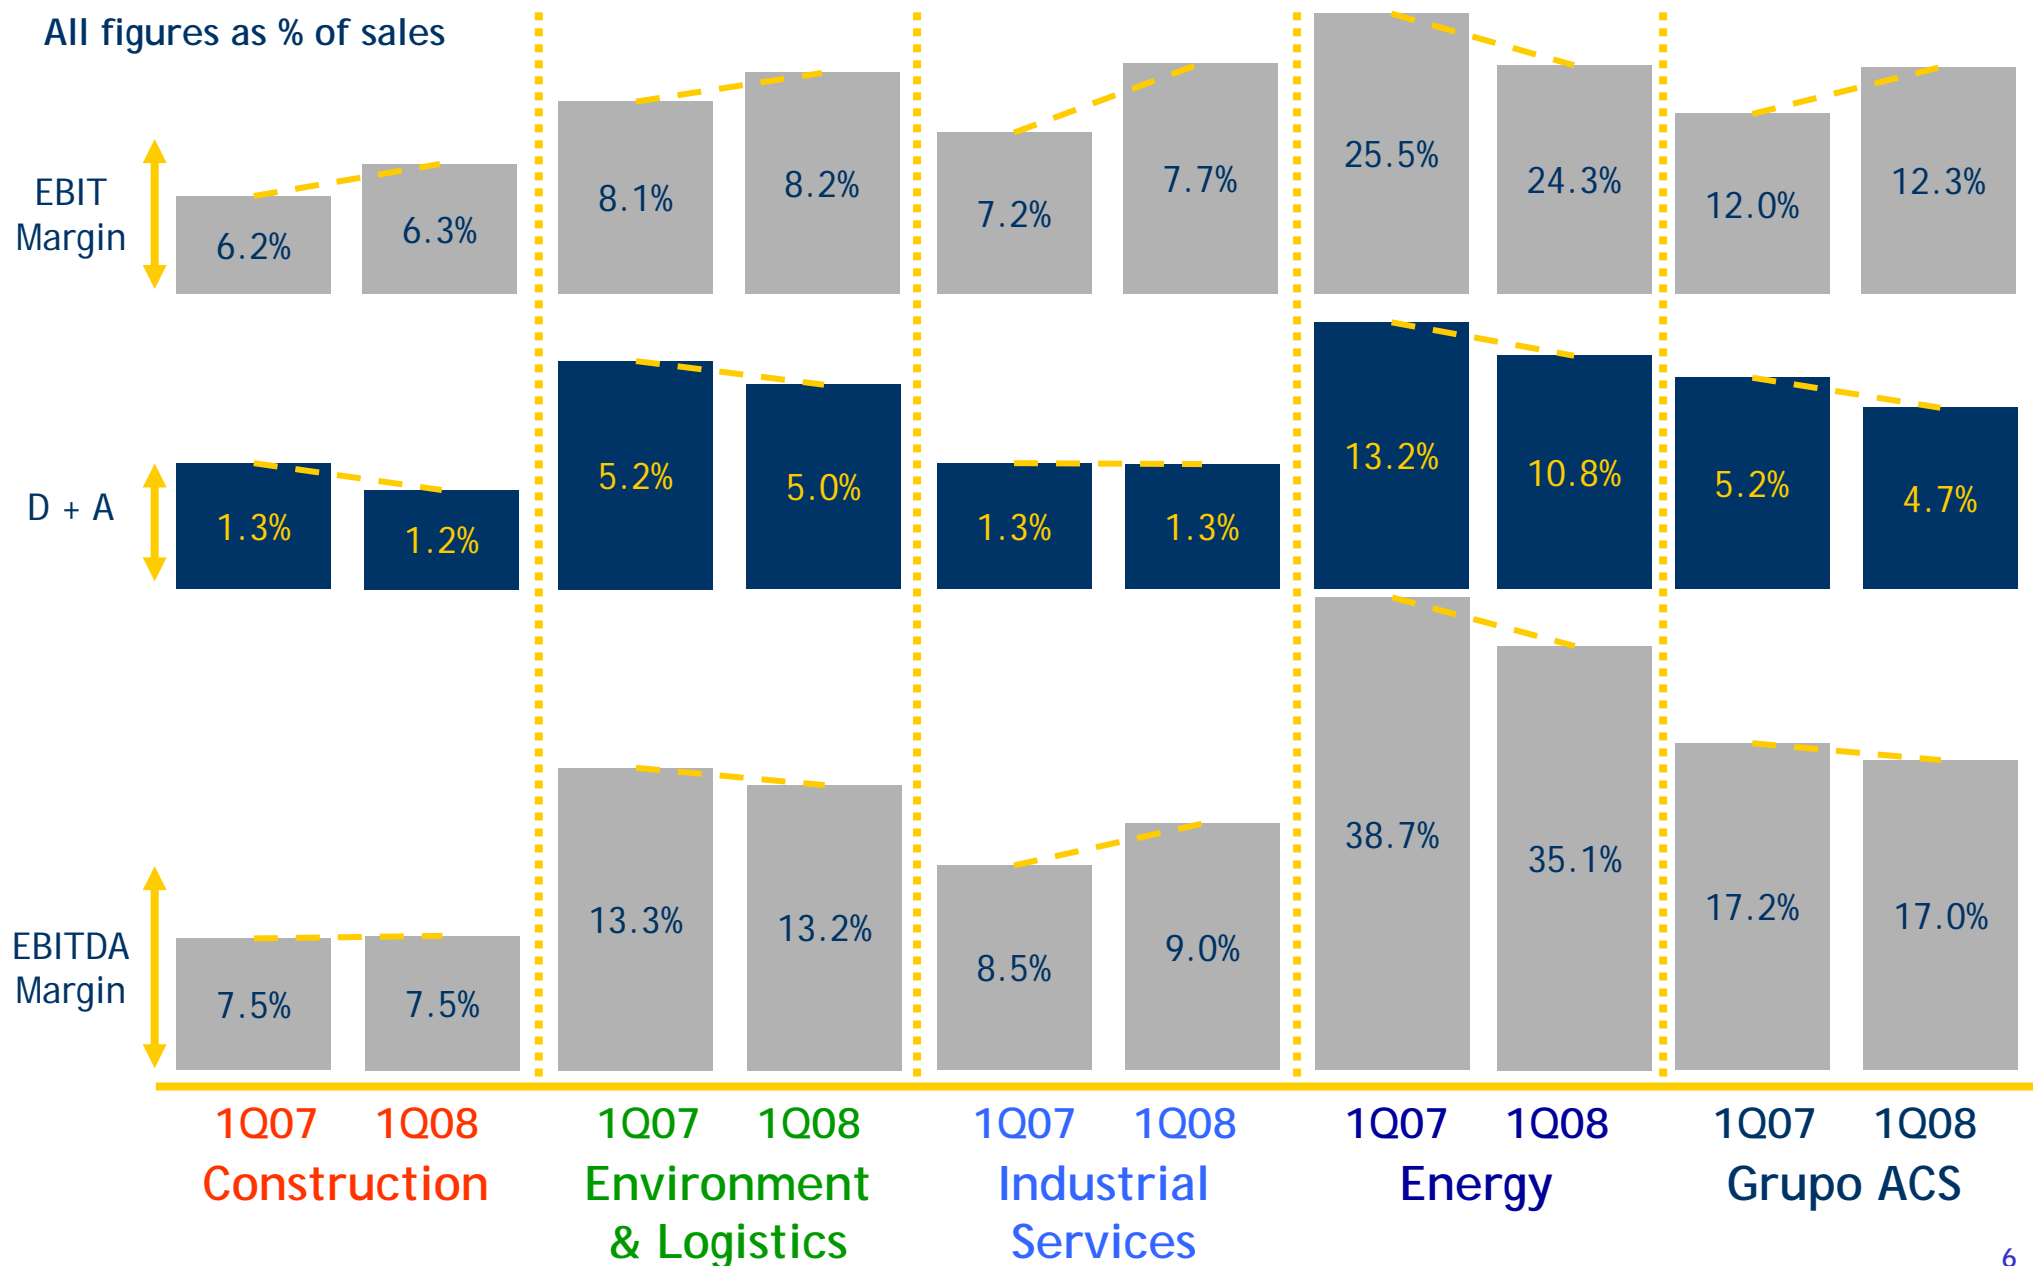 All figures as % of sales
EBIT
Margin
6.2%
6.3%
8.1%
8.2%
7.2%
7.7%
25.5%
24.3%
12.0%
12.3%
D + A
1.3%
1.2%
5.2%
5.0%
1.3%
1.3%
13.2%
10.8%
5.2%
4.7%
EBITDA
Margin
7.5%
7.5%
13.3%
13.2%
8.5%
9.0%
38.7%
35.1%
17.2%
17.0%
1Q07 1Q08
Construction
1Q07 1Q08
Environment
& Logistics
1Q07 1Q08
Industrial
Services
1Q07 1Q08
Energy
1Q07 1Q08
Grupo ACS
6